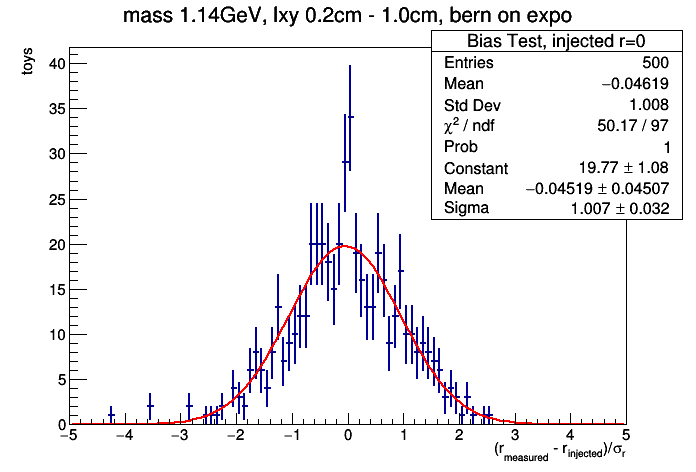 mass 1.14GeV, lxy 0.2cm - 1.0cm, bern on expo
Bias Test, injected r=0
Entries 500
Mean −0.04619
Std Dev 1.008
χ² / ndf 50.17 / 97
Prob 1
Constant 19.77 ± 1.08
Mean −0.04519 ± 0.04507
Sigma 1.007 ± 0.032
toys
40
35
30
25
20
15
10
5
0
−5 −4 −3 −2 −1 0 1 2 3 4 5
(r_measured - r_injected)/σ_r